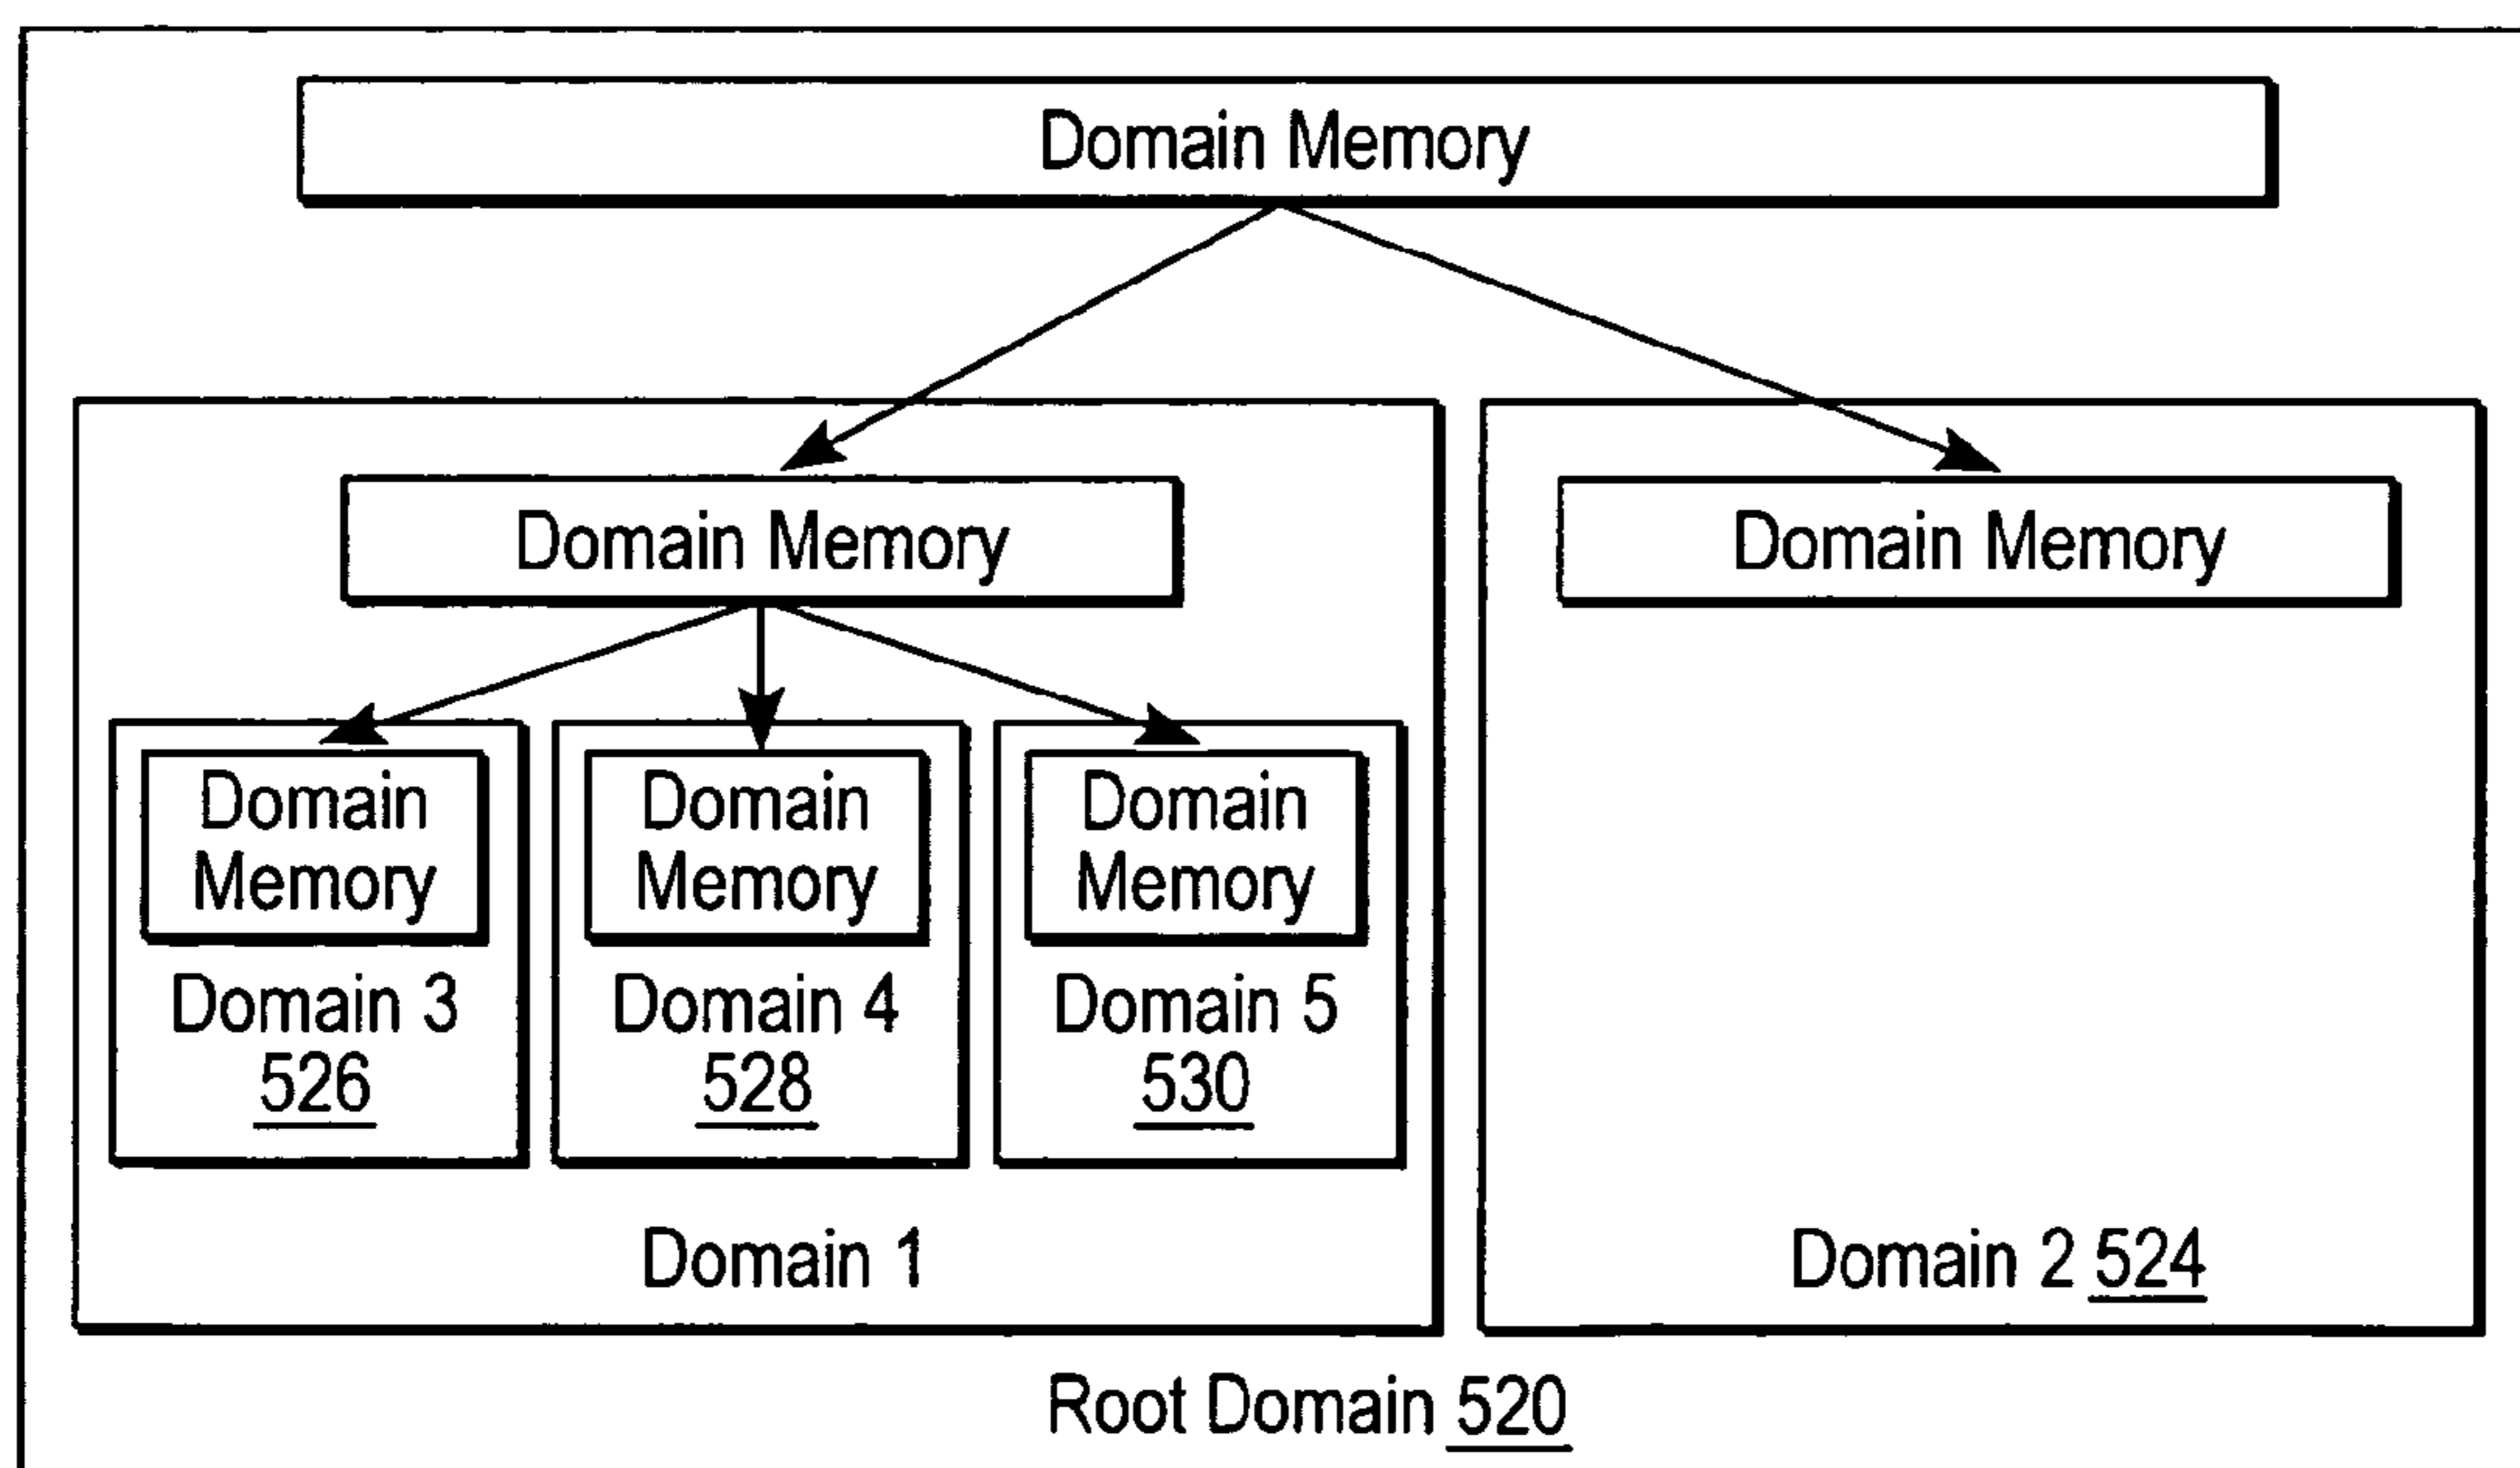 Domain Memory
Domain Memory
Domain Memory
Domain
Memory
Domain 3
526
Domain
Memory
Domain 4
528
Domain
Memory
Domain 5
530
Domain 1
Domain 2 524
Root Domain 520